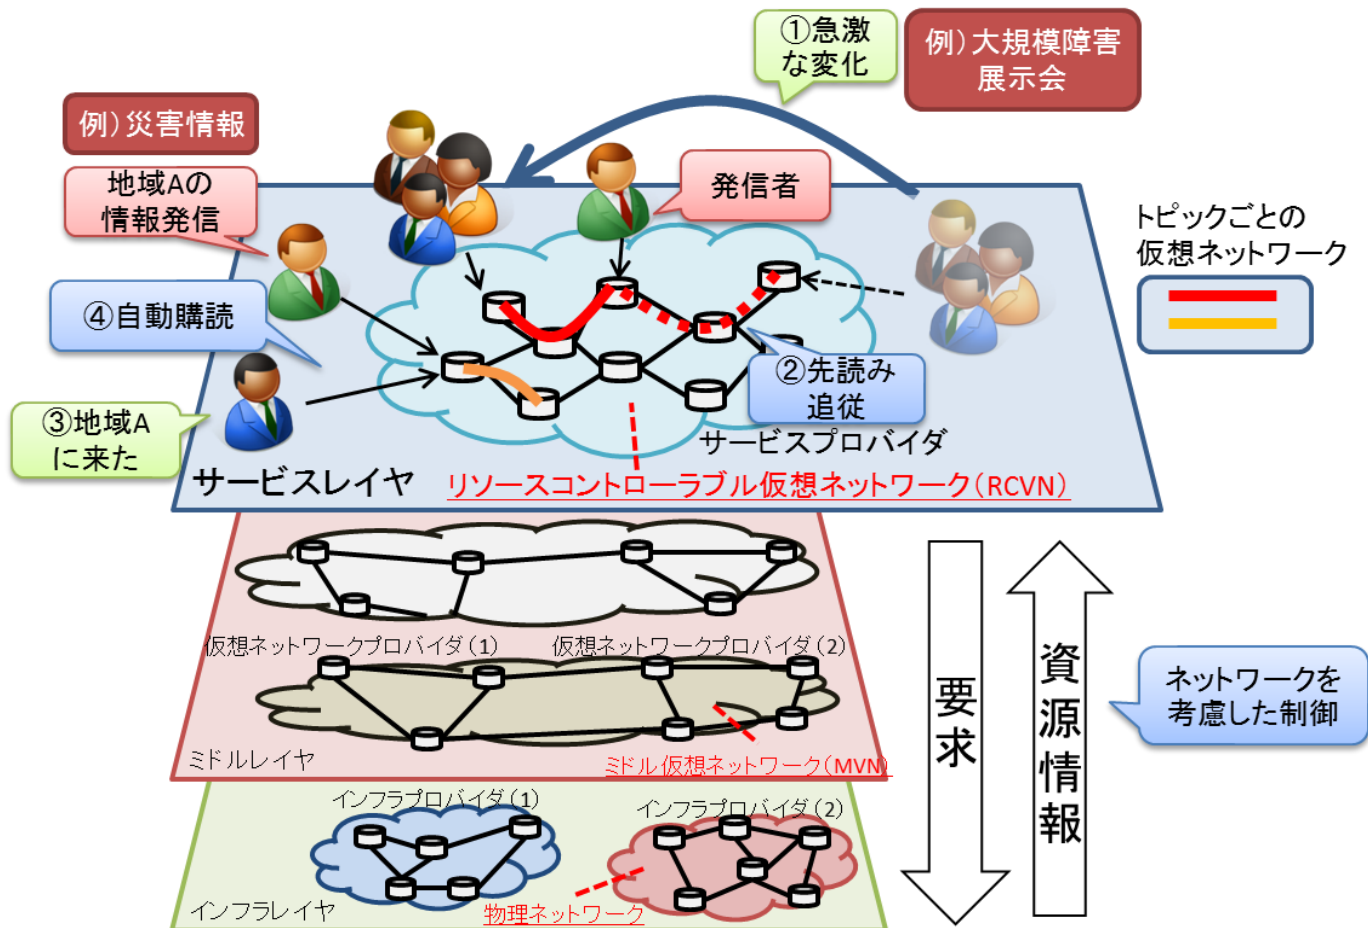 ①急激
な変化
例）大規模障害
展示会
例）災害情報
地域Aの
情報発信
発信者
トピックごとの
仮想ネットワーク
④自動購読
②先読み
追従
③地域A
に来た
サービスプロバイダ
サービスレイヤ
リソースコントローラブル仮想ネットワーク（RCVN）
仮想ネットワークプロバイダ（1）
仮想ネットワークプロバイダ（2）
要求
資源情報
ネットワークを
考慮した制御
ミドルレイヤ
ミドル仮想ネットワーク（MVN）
インフラプロバイダ（1）
インフラプロバイダ（2）
インフラレイヤ
物理ネットワーク